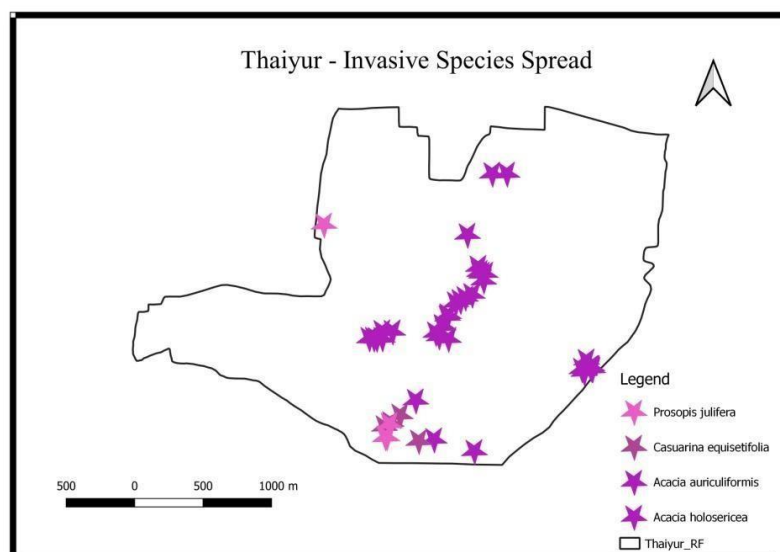 Thaiyur - Invasive Species Spread
Legend
Prosopis julifera
Casuarina equisetifolia
Acacia auriculiformis
Acacia holosericea
Thaiyur_RF
500 0 500 1000 m